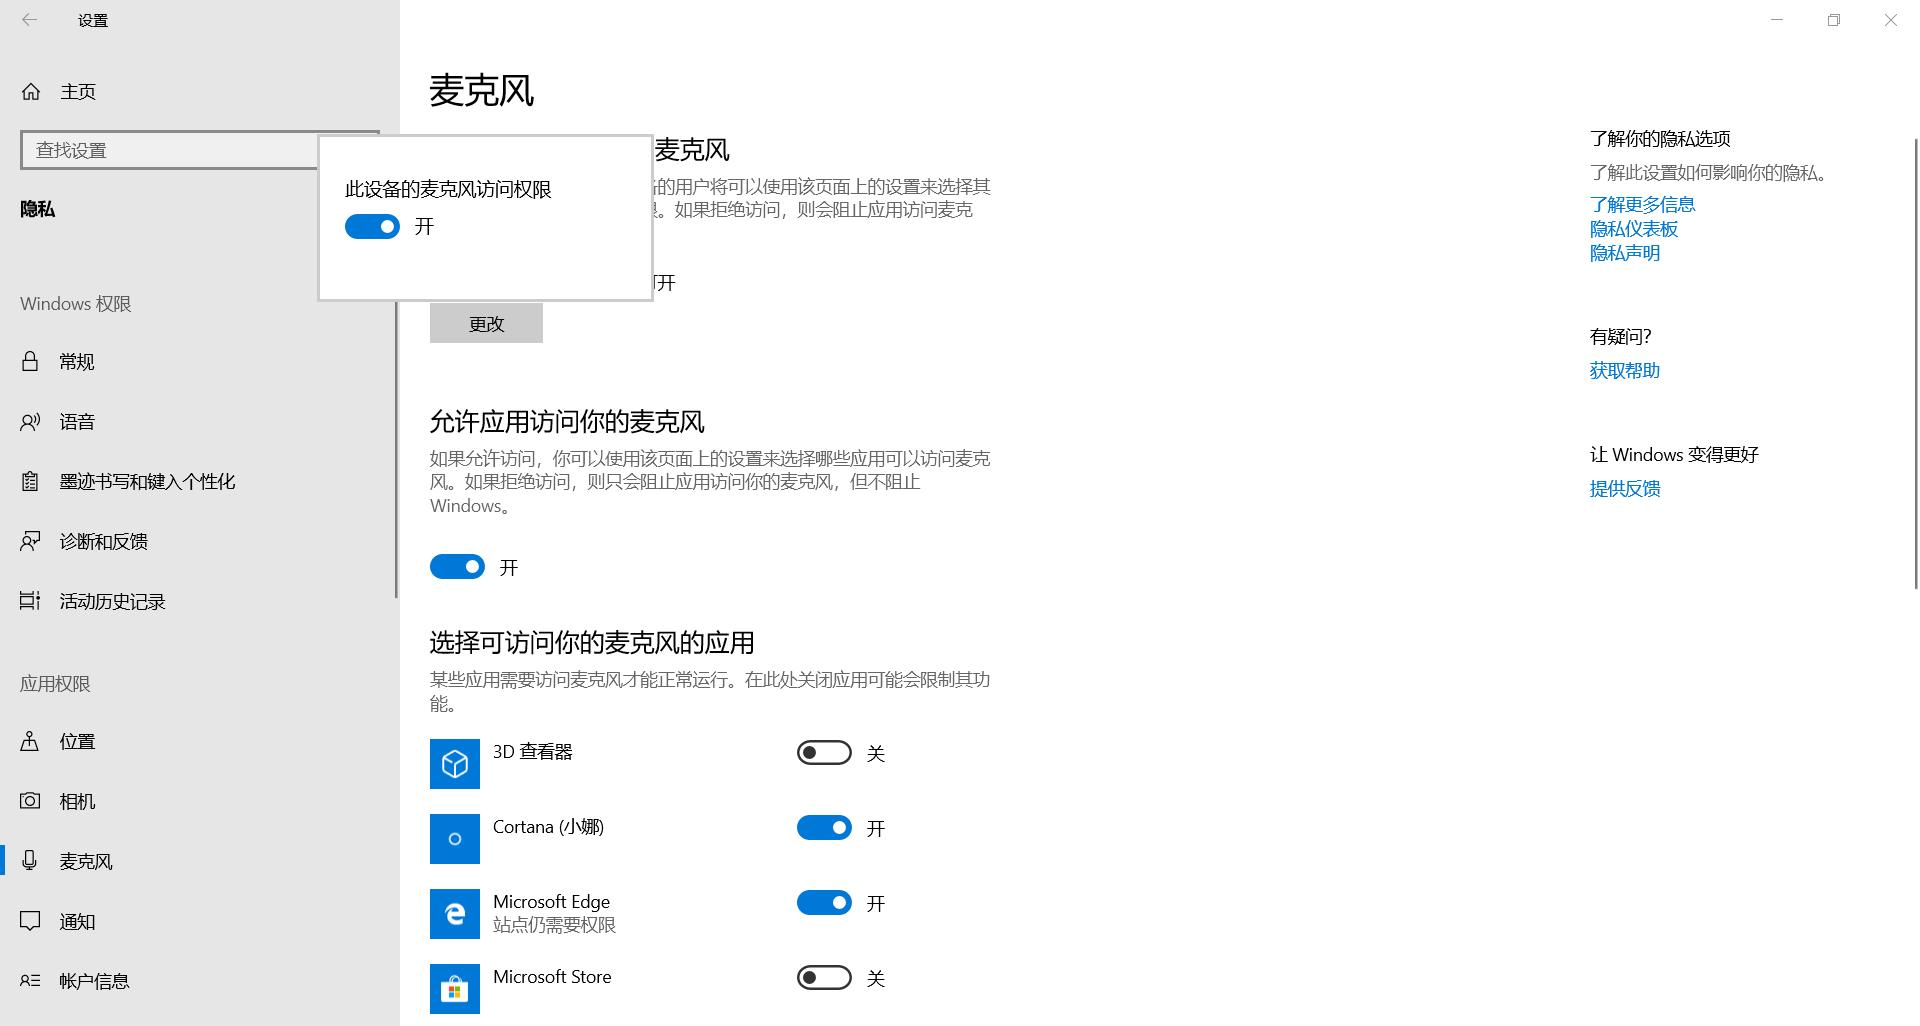 设置
主页
查找设置
隐私
Windows 权限
常规
语音
墨迹书写和键入个性化
诊断和反馈
活动历史记录
应用权限
位置
相机
麦克风
通知
帐户信息
麦克风
麦克风
的用户将可以使用该页面上的设置来选择其
。如果拒绝访问，则会阻止应用访问麦克
此设备的麦克风访问权限
开
开
更改
允许应用访问你的麦克风
如果允许访问，你可以使用该页面上的设置来选择哪些应用可以访问麦克
风。如果拒绝访问，则只会阻止应用访问你的麦克风，但不阻止
Windows。
开
选择可访问你的麦克风的应用
某些应用需要访问麦克风才能正常运行。在此处关闭应用可能会限制其功
能。
3D 查看器
关
Cortana (小娜)
开
Microsoft Edge
站点仍需要权限
开
Microsoft Store
关
了解你的隐私选项
了解此设置如何影响你的隐私。
了解更多信息
隐私仪表板
隐私声明
有疑问?
获取帮助
让 Windows 变得更好
提供反馈